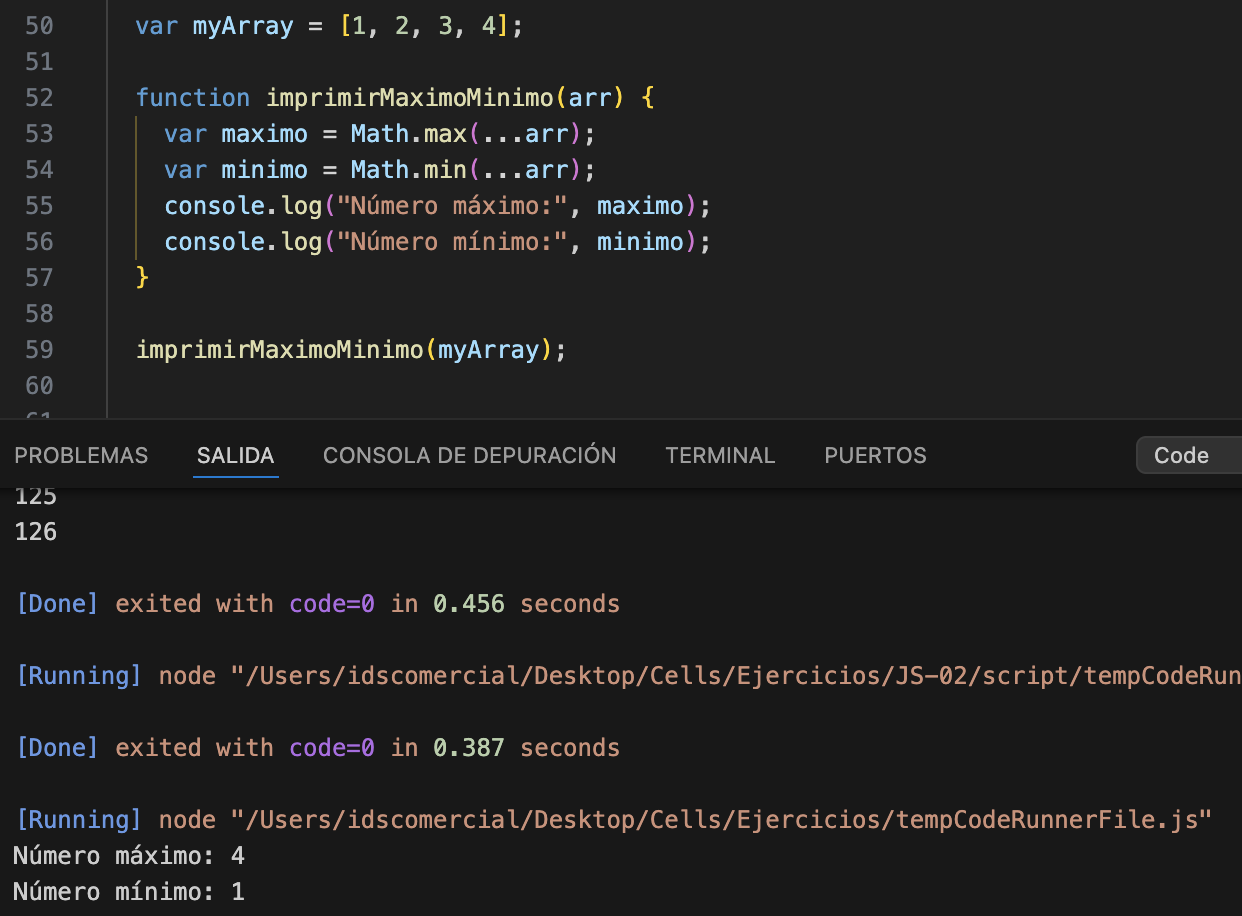 50 var myArray = [1, 2, 3, 4];
51
52 function imprimirMaximoMinimo(arr) {
53 var maximo = Math.max(...arr);
54 var minimo = Math.min(...arr);
55 console.log("Número máximo:", maximo);
56 console.log("Número mínimo:", minimo);
57 }
58
59 imprimirMaximoMinimo(myArray);
60
61
PROBLEMAS SALIDA CONSOLA DE DEPURACIÓN TERMINAL PUERTOS Code
125
126
[Done] exited with code=0 in 0.456 seconds
[Running] node "/Users/idscomercial/Desktop/Cells/Ejercicios/JS-02/script/tempCodeRun
[Done] exited with code=0 in 0.387 seconds
[Running] node "/Users/idscomercial/Desktop/Cells/Ejercicios/tempCodeRunnerFile.js"
Número máximo: 4
Número mínimo: 1